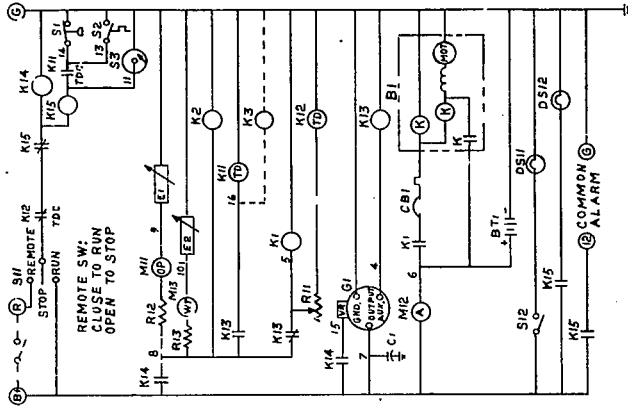 G
S1
S2
14
13
S3
K11
TDC
11
K14
K15
K15
K12
TDC
R
S11
REMOTE
STOP
RUN
B+
REMOTE SW:
CLUSE TO RUN
OPEN TO STOP
E1
9
M11
OP
R12
8
K14
E2
10
M13
WT
R13
K2
K11
TD
16
K3
K13
K12
TD
K1
5
R11
K13
K13
G1
GND.
OUTPUT
AUX.
VR
15
4
K14
7
C1
B1
MOT
K
K
K
CB1
K1
6
M12
A
BT1
+
-
DS11
S12
DS12
K15
G
COMMON
ALARM
12
K15